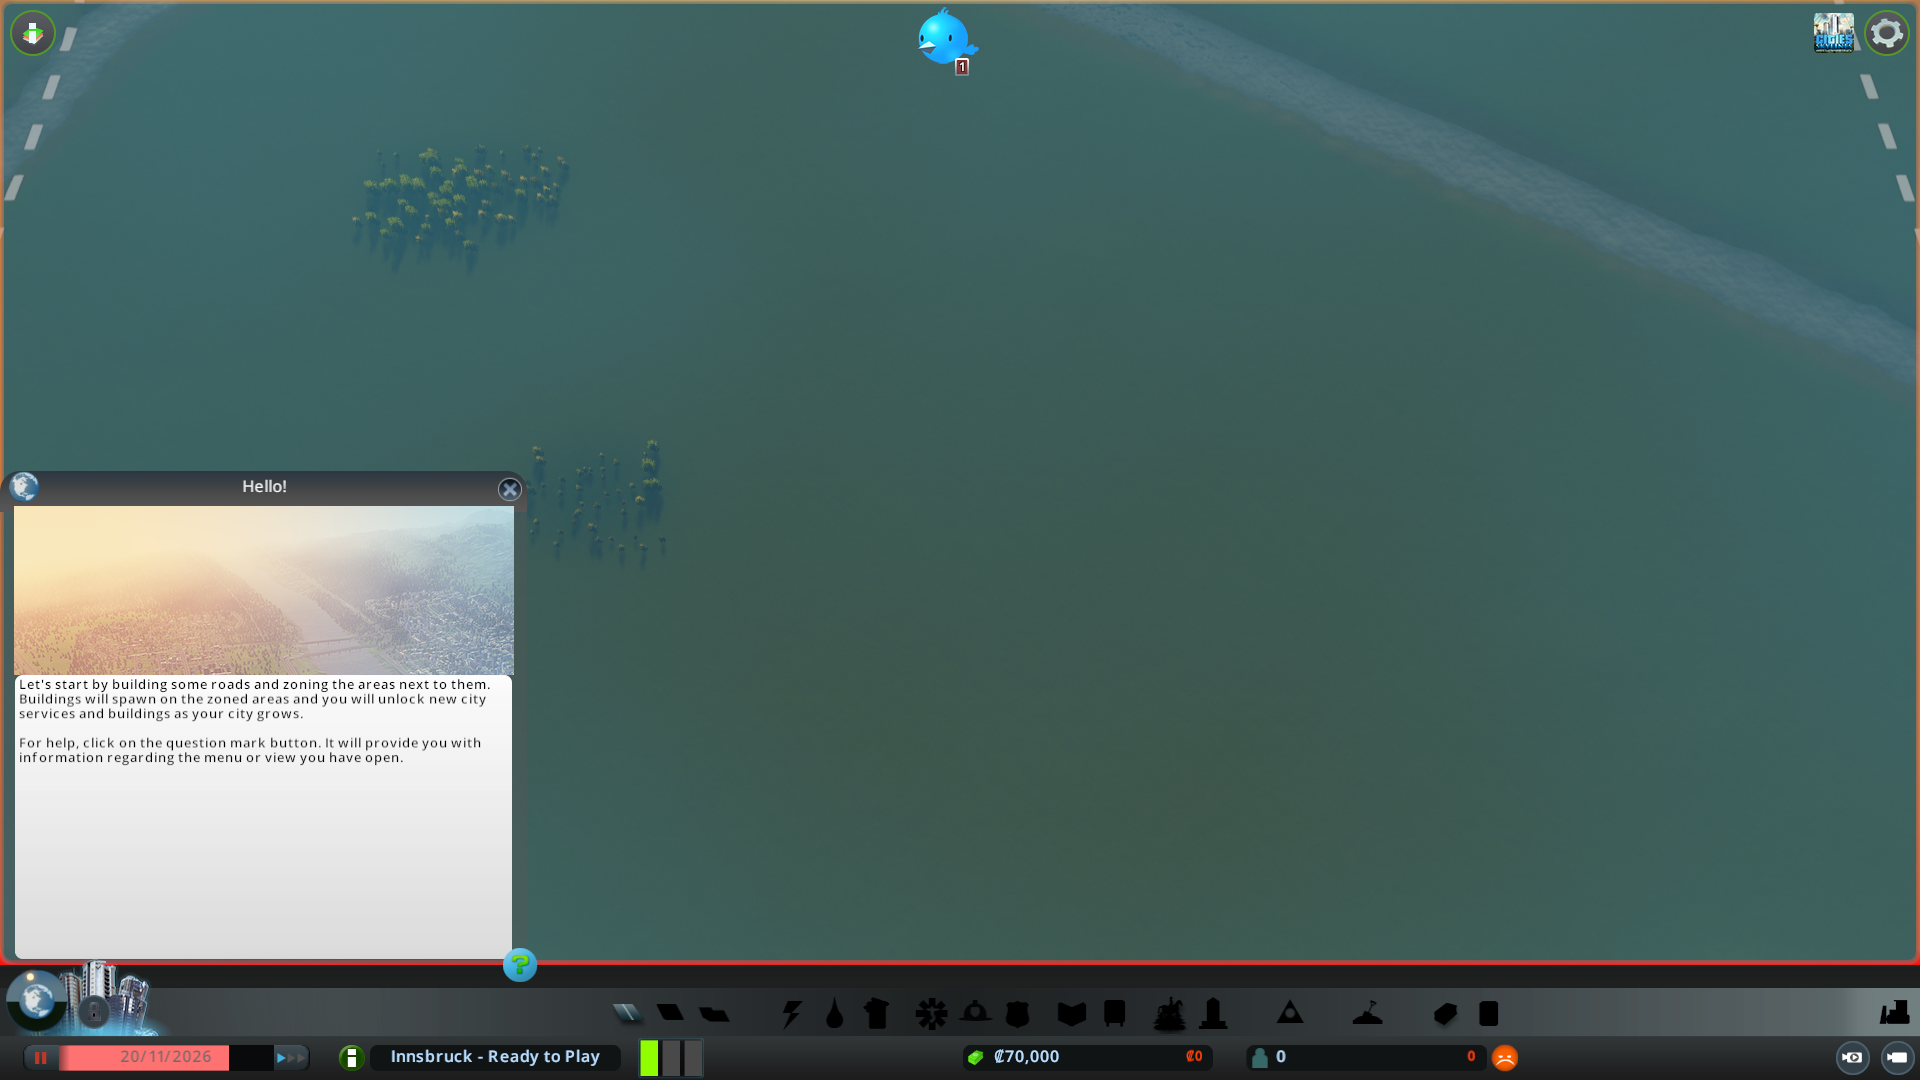 1
CITIES
SKYLINES
Hello!
Let's start by building some roads and zoning the areas next to them.
Buildings will spawn on the zoned areas and you will unlock new city
services and buildings as your city grows.
For help, click on the question mark button. It will provide you with
information regarding the menu or view you have open.
?
20/11/2026
Innsbruck - Ready to Play
₡70,000
₡0
0
0